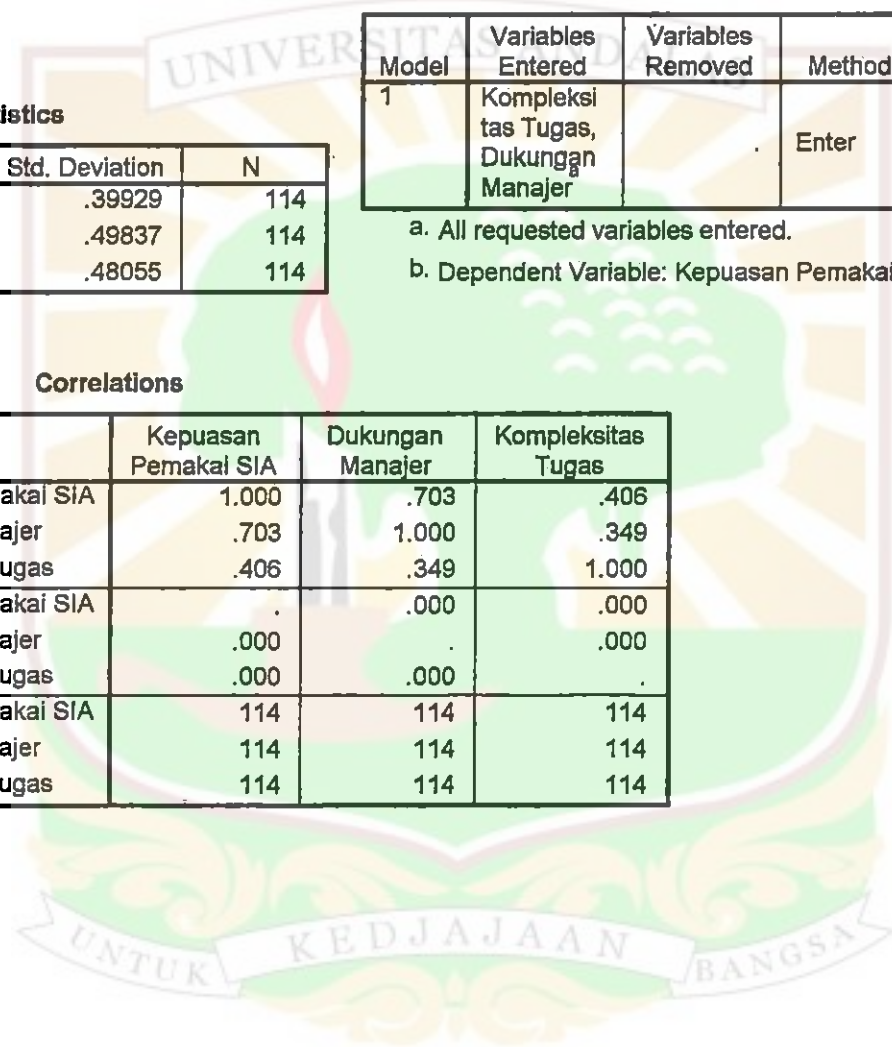 UNIVERSITAS ANDALAS
Model Variables Entered Variables Removed Method
1 Kompleksi
tas Tugas,
Dukungan
Manajer a . Enter
a. All requested variables entered.
b. Dependent Variable: Kepuasan Pemakai
istics
Std. Deviation N
.39929 114
.49837 114
.48055 114
Correlations
Kepuasan Pemakai SIA Dukungan Manajer Kompleksitas Tugas
akai SIA 1.000 .703 .406
ajer .703 1.000 .349
ugas .406 .349 1.000
akai SIA . .000 .000
ajer .000 . .000
ugas .000 .000 .
akai SIA 114 114 114
ajer 114 114 114
ugas 114 114 114
UNTUK KEDJAJAAN BANGSA